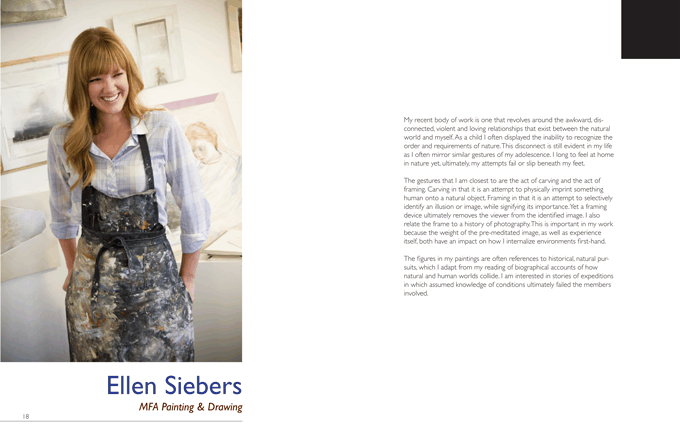 My recent body of work is one that revolves around the awkward, dis-
connected, violent and loving relationships that exist between the natural
world and myself. As a child I often displayed the inability to recognize the
order and requirements of nature. This disconnect is still evident in my life
as I often mirror similar gestures of my adolescence. I long to feel at home
in nature yet, ultimately, my attempts fail or slip beneath my feet.
The gestures that I am closest to are the act of carving and the act of
framing. Carving in that it is an attempt to physically imprint something
human onto a natural object. Framing in that it is an attempt to selectively
identify an illusion or image, while signifying its importance. Yet a framing
device ultimately removes the viewer from the identified image. I also
relate the frame to a history of photography. This is important in my work
because the weight of the pre-meditated image, as well as experience
itself, both have an impact on how I internalize environments first-hand.
The figures in my paintings are often references to historical, natural pur-
suits, which I adapt from my reading of biographical accounts of how
natural and human worlds collide. I am interested in stories of expeditions
in which assumed knowledge of conditions ultimately failed the members
involved.
Ellen Siebers
MFA Painting & Drawing
18